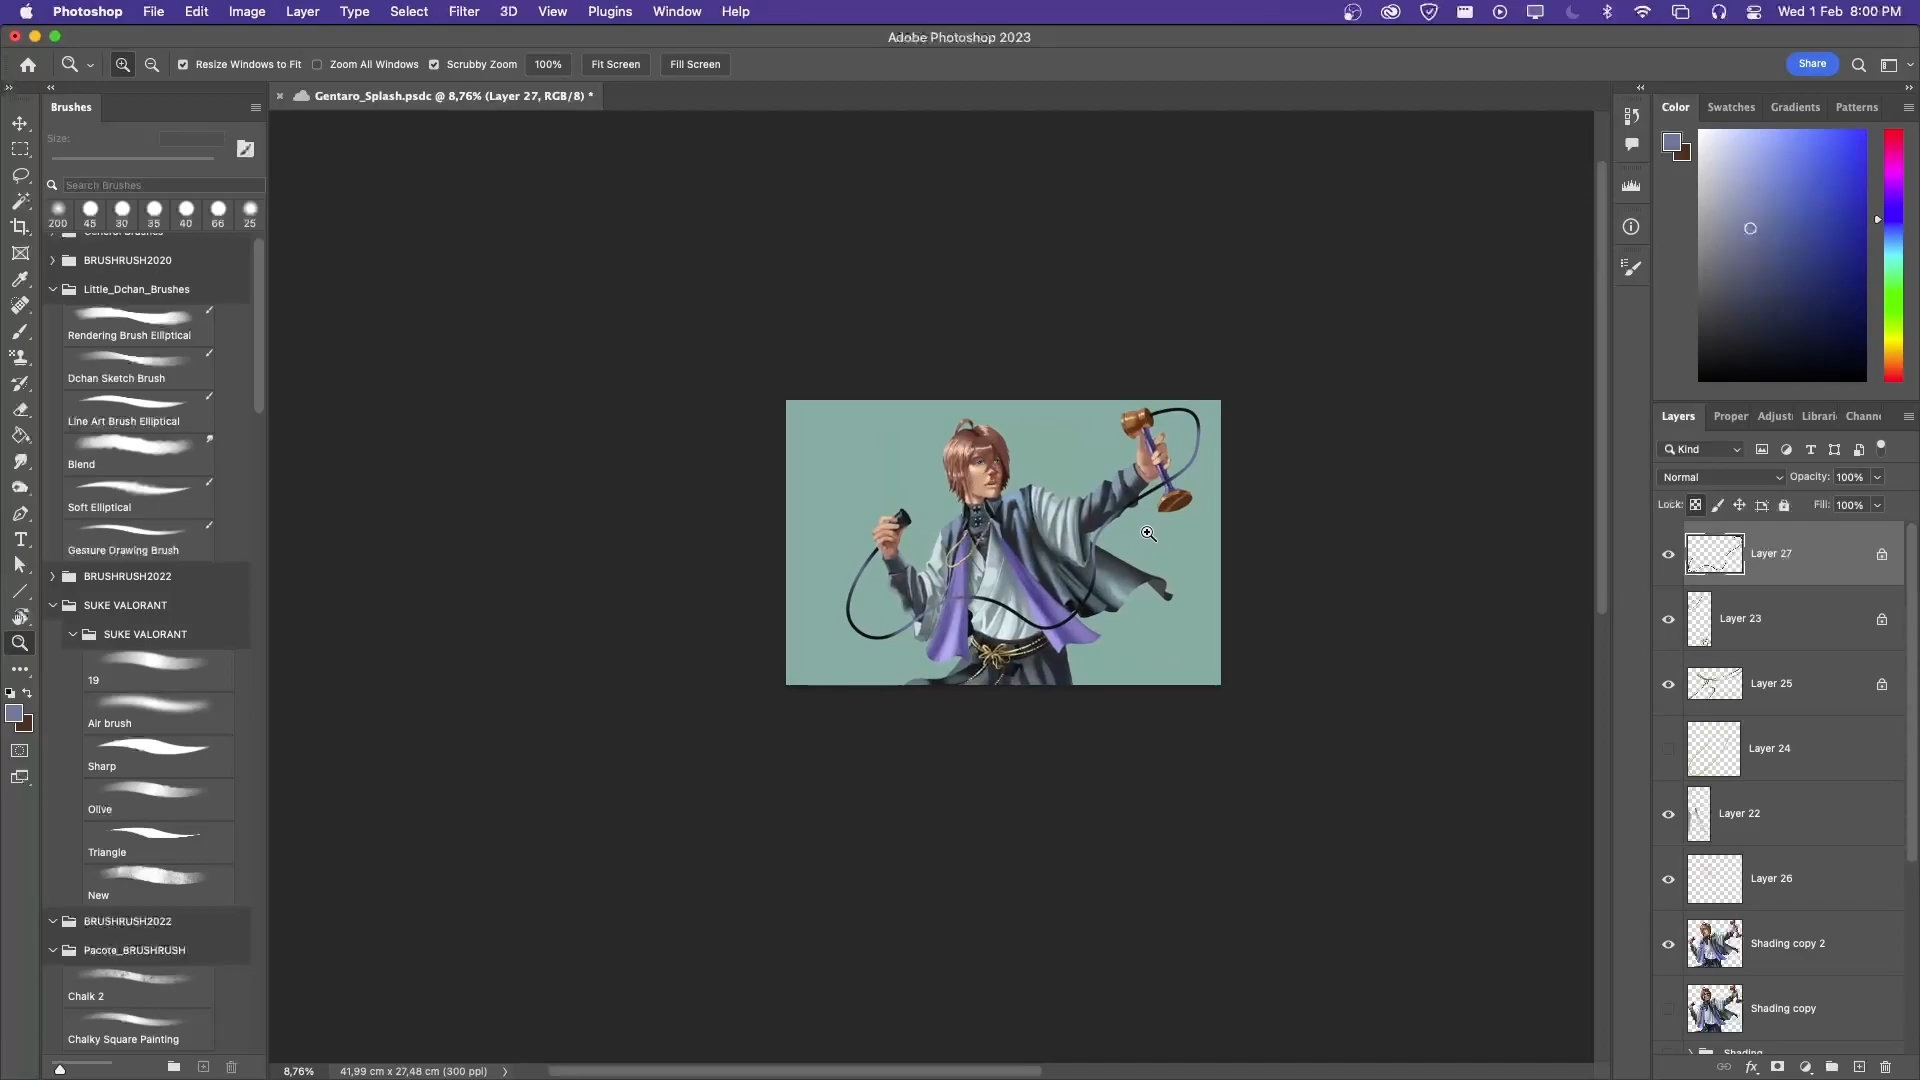 Photoshop File Edit Image Layer Type Select Filter 3D View Plugins Window Help Wed 1 Feb 8:00 PM
Adobe Photoshop 2023
Resize Windows to Fit Zoom All Windows Scrubby Zoom 100% Fit Screen Fill Screen Share
Brushes
Gentaro_Splash.psdc @ 8,76% (Layer 27, RGB/8) *
Color Swatches Gradients Patterns
Size:
Search Brushes
200 45 30 35 40 66 25
General Brushes
BRUSHRUSH2020
Little_Dchan_Brushes
Rendering Brush Elliptical
Dchan Sketch Brush
Line Art Brush Elliptical
Blend
Soft Elliptical
Gesture Drawing Brush
BRUSHRUSH2022
SUKE VALORANT
SUKE VALORANT
19
Air brush
Sharp
Olive
Triangle
New
BRUSHRUSH2022
Pacote_BRUSHRUSH
Chalk 2
Chalky Square Painting
Layers Proper Adjust Librari Chann
Kind
Normal Opacity: 100%
Lock: Fill: 100%
Layer 27
Layer 23
Layer 25
Layer 24
Layer 22
Layer 26
Shading copy 2
Shading copy
Shading
8,76% 41,99 cm x 27,48 cm (300 ppi)